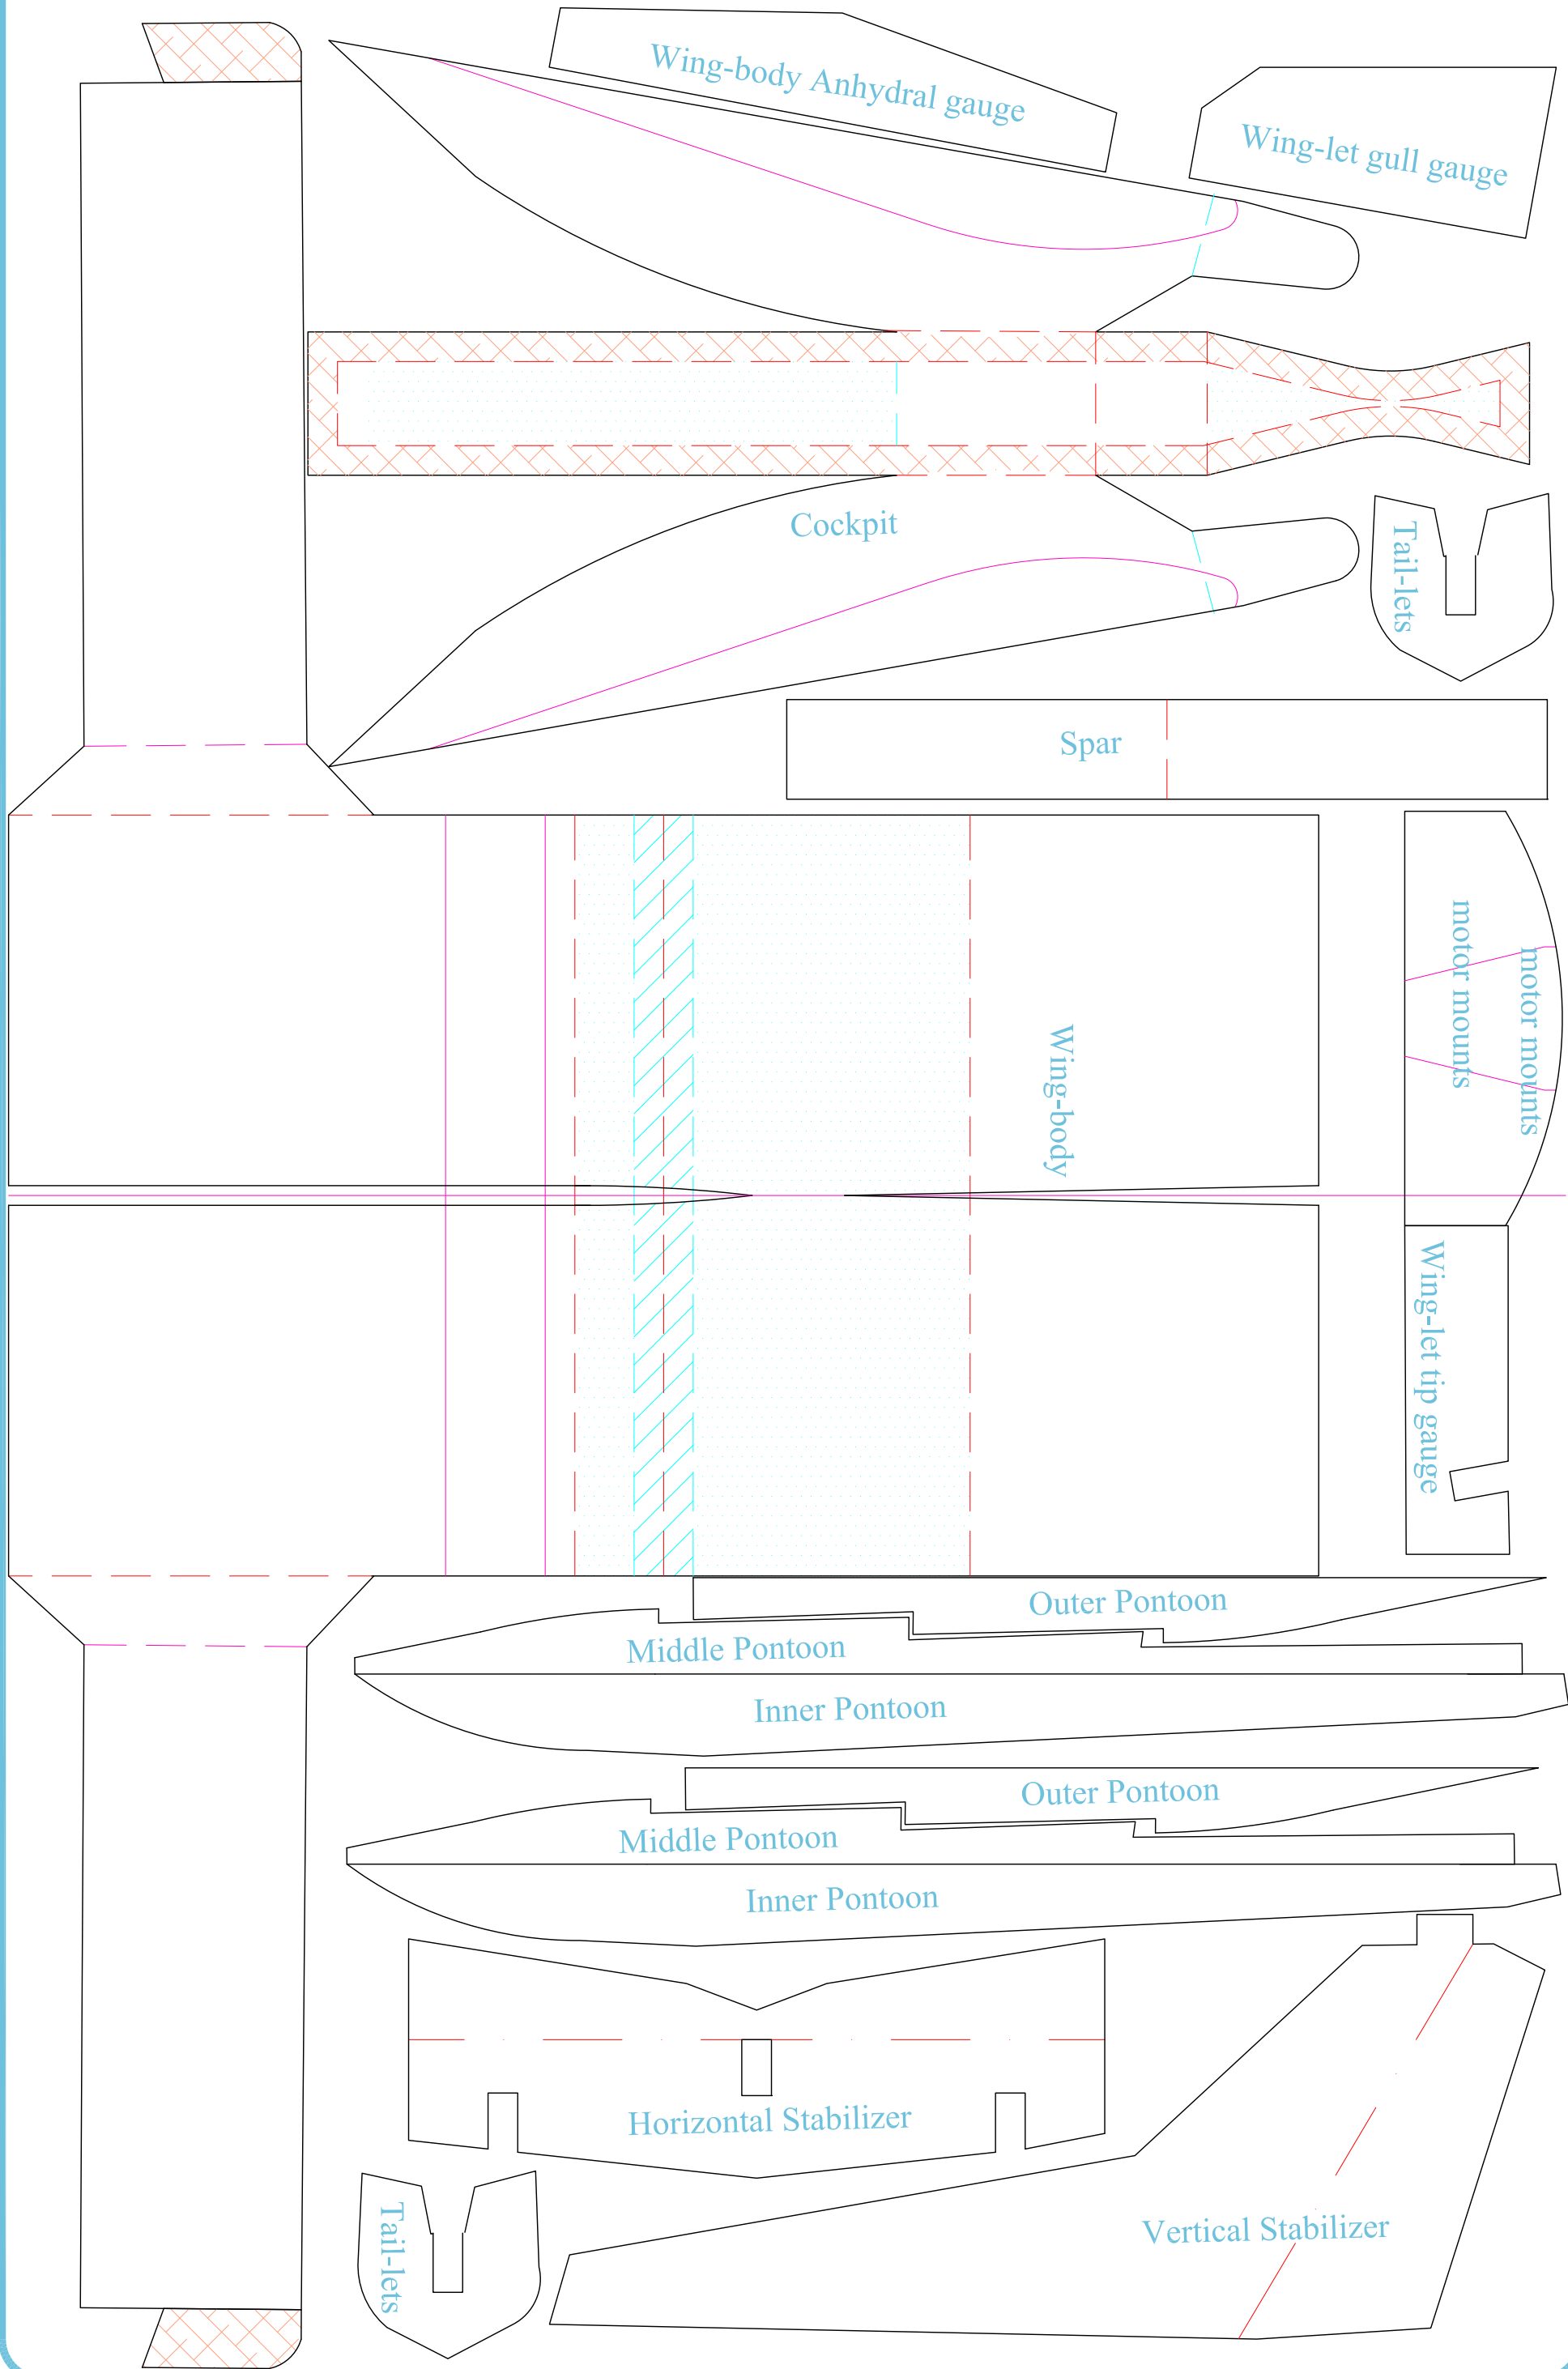 Wing-body Anhydral gauge
Wing-let gull gauge
Cockpit
Tail-lets
Spar
motor mounts
motor mounts
Wing-body
Wing-let tip gauge
Outer Pontoon
Middle Pontoon
Inner Pontoon
Outer Pontoon
Middle Pontoon
Inner Pontoon
Horizontal Stabilizer
Tail-lets
Vertical Stabilizer